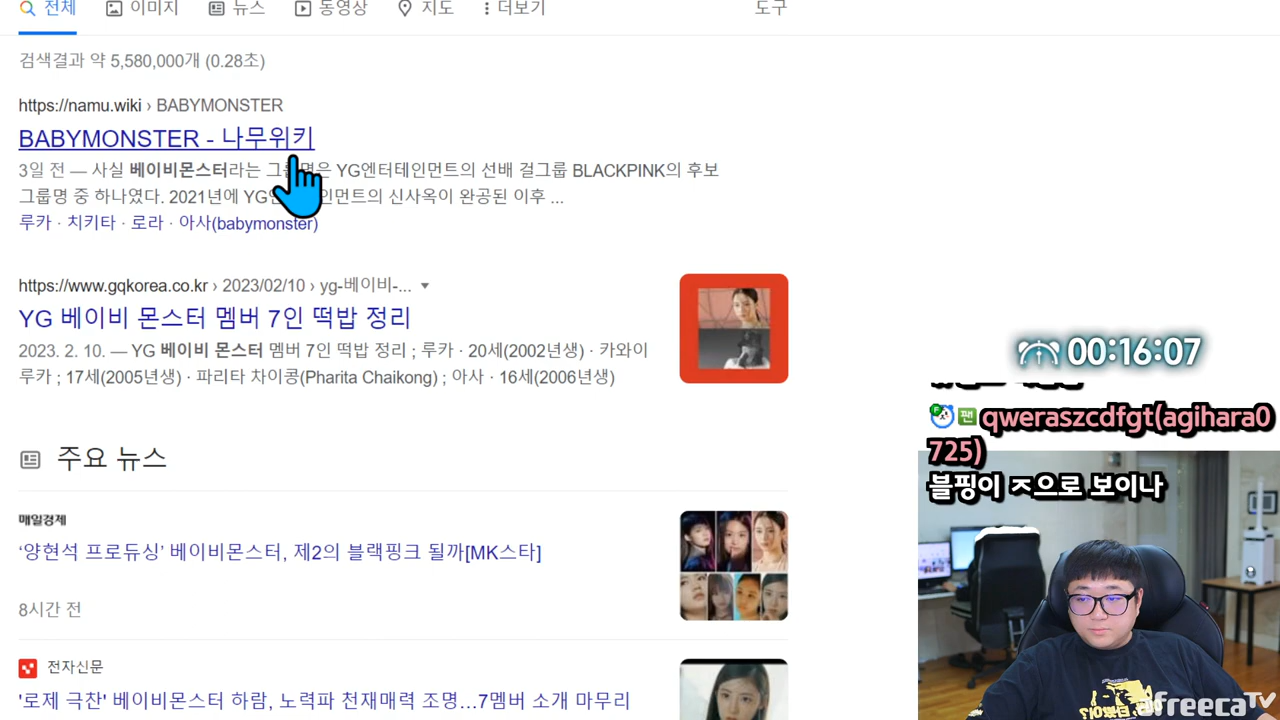 전체 이미지 뉴스 동영상 지도 더보기 도구
검색결과 약 5,580,000개 (0.28초)
https://namu.wiki › BABYMONSTER
BABYMONSTER - 나무위키
3일 전 — 사실 베이비몬스터라는 YG엔터테인먼트의 선배 걸그룹 BLACKPINK의 후보
그룹명 중 하나였다. 2021년에 신사옥이 완공된 이후 ...
루카 · 치키타 · 로라 · 아사(babymonster)
https://www.gqkorea.co.kr › 2023/02/10 › yg-베이비-...
YG 베이비 몬스터 멤버 7인 떡밥 정리
2023. 2. 10. — YG 베이비 몬스터 멤버 7인 떡밥 정리 ; 루카 · 20세(2002년생) · 카와이
루카 ; 17세(2005년생) · 파리타 차이콩(Pharita Chaikong) ; 아사 · 16세(2006년생)
주요 뉴스
매일경제
‘양현석 프로듀싱’ 베이비몬스터, 제2의 블랙핑크 될까[MK스타]
8시간 전
전자신문
'로제 극찬' 베이비몬스터 하람, 노력파 천재매력 조명…7멤버 소개 마무리
00:16:07
F 팬 qweraszcdfgt(agihara0
725)
블핑이 ㅈ으로 보이나
afreecaTV